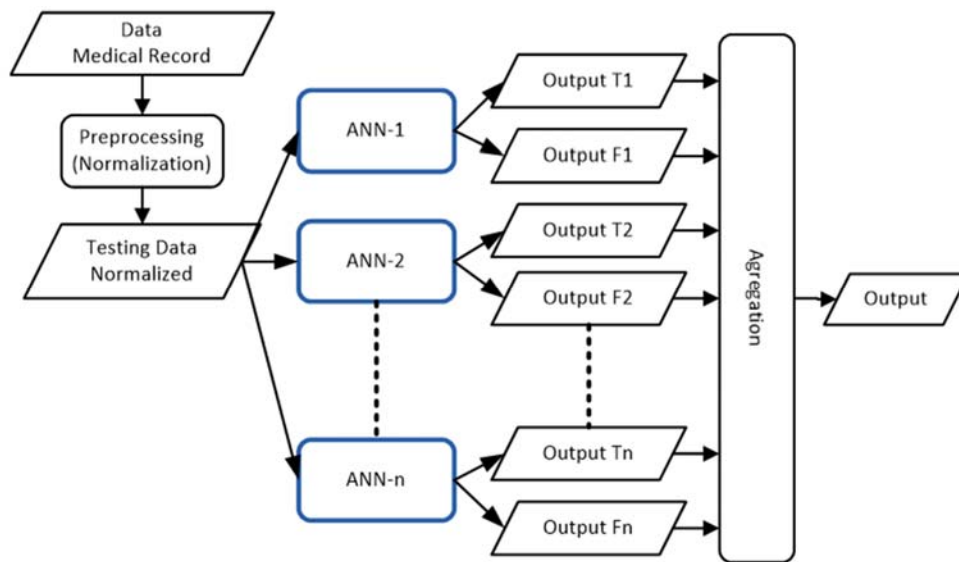 Data
Medical Record
Preprocessing
(Normalization)
Testing Data
Normalized
ANN-1
ANN-2
ANN-n
Output T1
Output F1
Output T2
Output F2
Output Tn
Output Fn
Agregation
Output